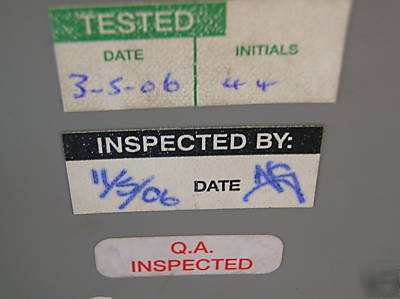 TESTED
DATE INITIALS
3-5-06 44
INSPECTED BY:
11/5/06 DATE
Q.A.
INSPECTED